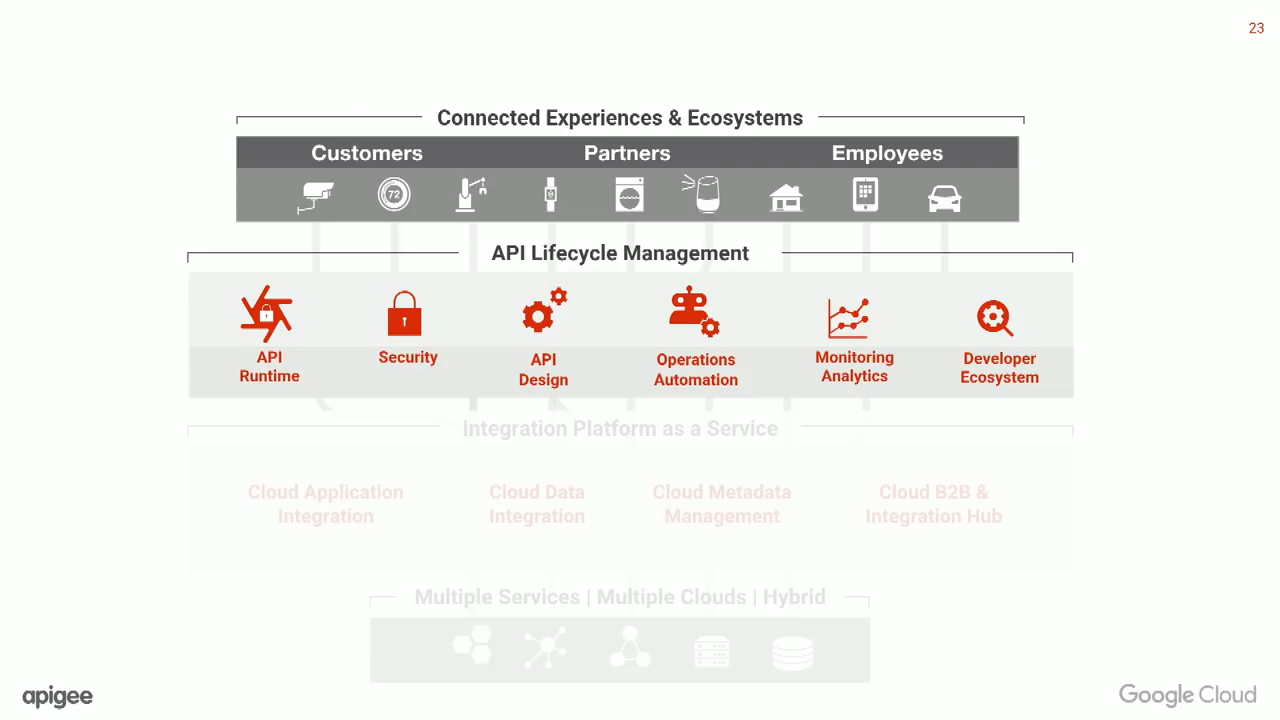 23
Connected Experiences & Ecosystems
Customers Partners Employees
72
API Lifecycle Management
API
Runtime
Security
API
Design
Operations
Automation
Monitoring
Analytics
Developer
Ecosystem
Integration Platform as a Service
Cloud Application
Integration
Cloud Data
Integration
Cloud Metadata
Management
Cloud B2B &
Integration Hub
Multiple Services | Multiple Clouds | Hybrid
apigee
Google Cloud